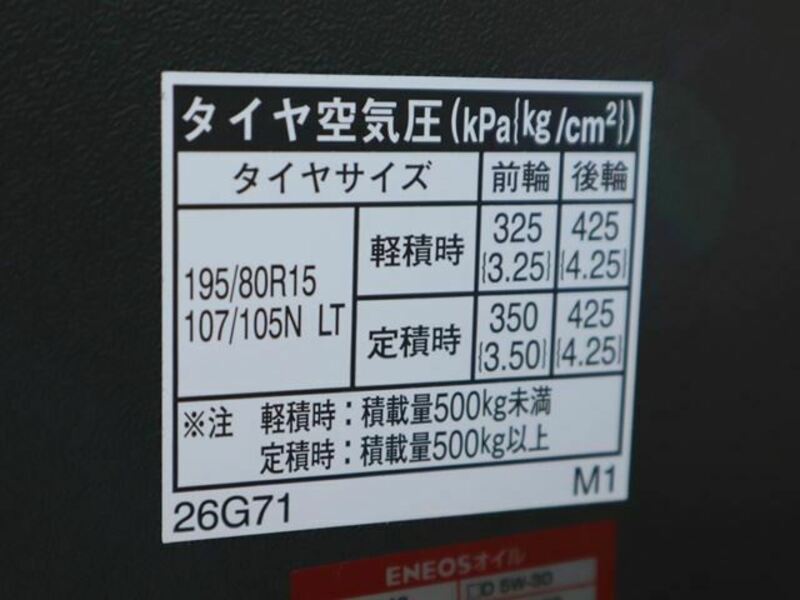 タイヤ空気圧(kPa{kg/cm²})
タイヤサイズ 前輪 後輪
195/80R15
107/105N LT
軽積時 325 425
{3.25} {4.25}
定積時 350 425
{3.50} {4.25}
※注 軽積時：積載量500kg未満
定積時：積載量500kg以上
26G71 M1
ENEOSオイル
5W-30